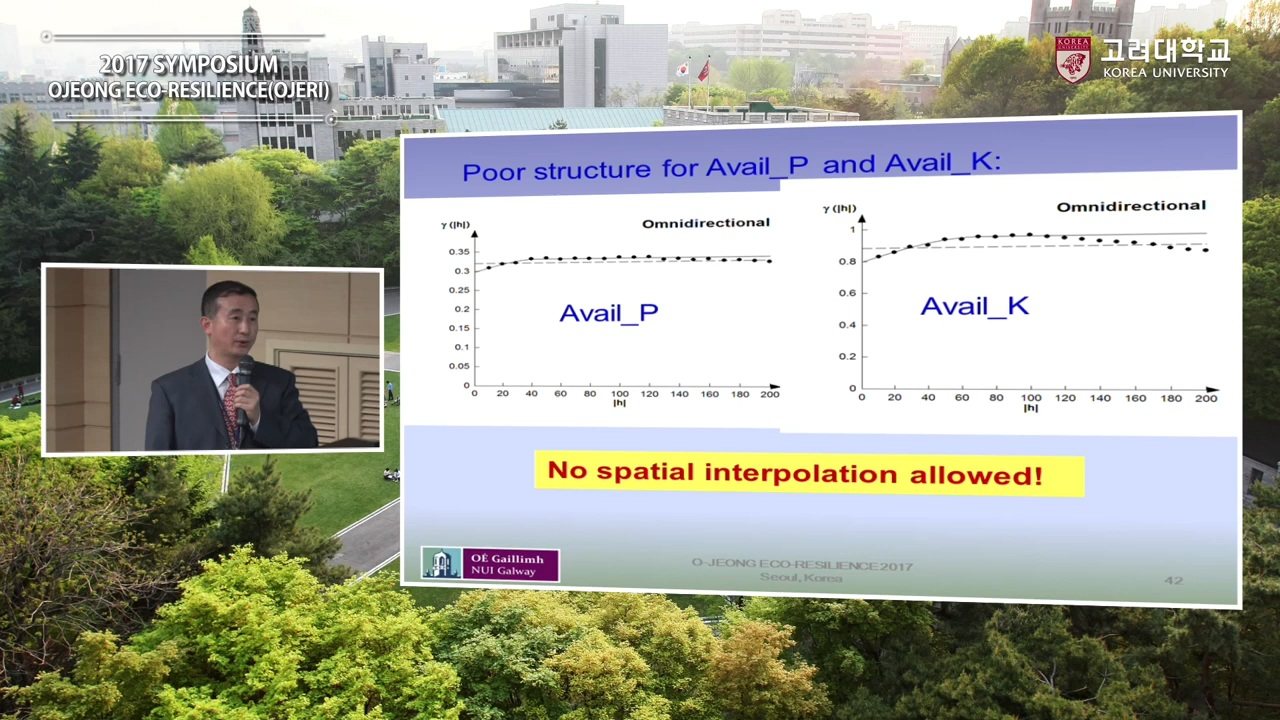 2017 SYMPOSIUM
OJEONG ECO-RESILIENCE(OJERI)
KOREA
UNIVERSITY
고려대학교
KOREA UNIVERSITY
Poor structure for Avail_P and Avail_K:
γ (|h|)
Omnidirectional
0.35
0.3
0.25
0.2
0.15
0.1
0.05
0
0 20 40 60 80 100 120 140 160 180 200
|h|
Avail_P
γ (|h|)
Omnidirectional
1
0.8
0.6
0.4
0.2
0
0 20 40 60 80 100 120 140 160 180 200
|h|
Avail_K
No spatial interpolation allowed!
OÉ Gaillimh
NUI Galway
O-JEONG ECO-RESILIENCE 2017
Seoul, Korea
42